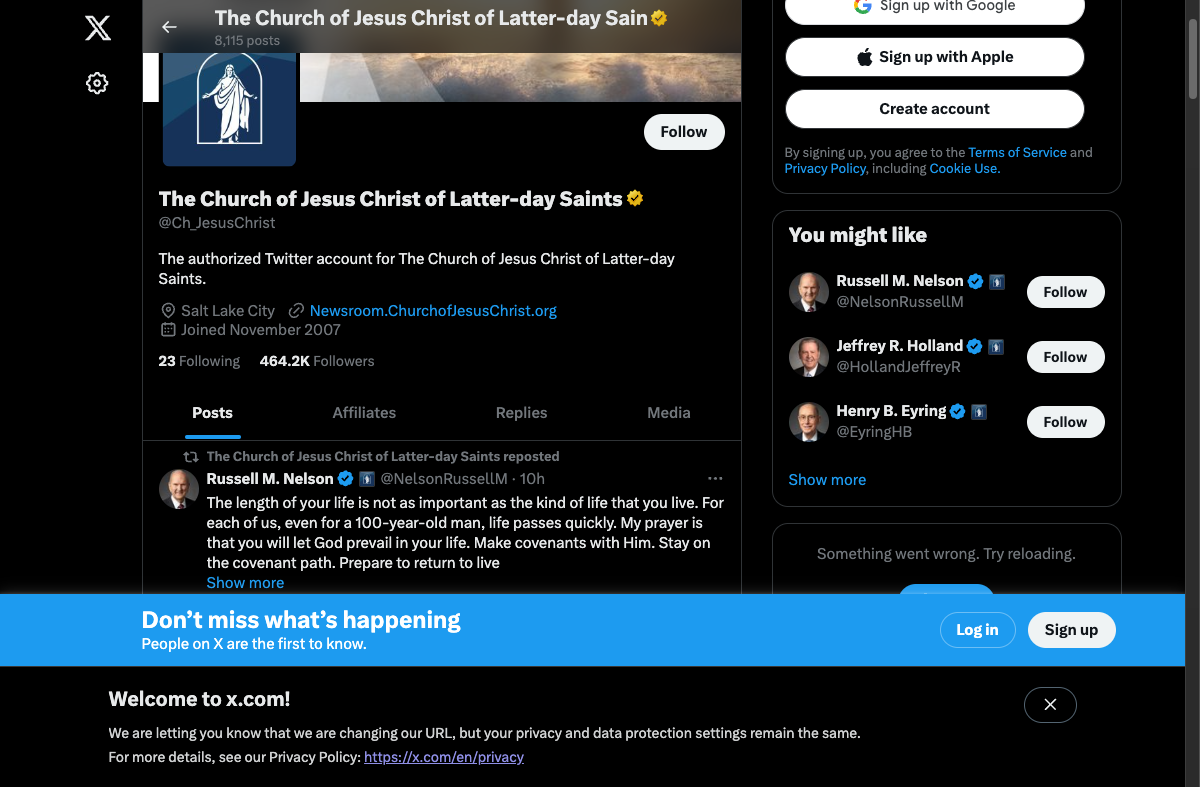 The Church of Jesus Christ of Latter-day Sain
8,115 posts
Follow
The Church of Jesus Christ of Latter-day Saints
@Ch_JesusChrist
The authorized Twitter account for The Church of Jesus Christ of Latter-day
Saints.
Salt Lake City Newsroom.ChurchofJesusChrist.org
Joined November 2007
23 Following 464.2K Followers
Posts Affiliates Replies Media
The Church of Jesus Christ of Latter-day Saints reposted
Russell M. Nelson @NelsonRussellM · 10h
The length of your life is not as important as the kind of life that you live. For
each of us, even for a 100-year-old man, life passes quickly. My prayer is
that you will let God prevail in your life. Make covenants with Him. Stay on
the covenant path. Prepare to return to live
Show more
Sign up with Google
Sign up with Apple
Create account
By signing up, you agree to the Terms of Service and
Privacy Policy, including Cookie Use.
You might like
Russell M. Nelson
@NelsonRussellM
Follow
Jeffrey R. Holland
@HollandJeffreyR
Follow
Henry B. Eyring
@EyringHB
Follow
Show more
Something went wrong. Try reloading.
Don’t miss what’s happening
People on X are the first to know.
Log in
Sign up
Welcome to x.com!
We are letting you know that we are changing our URL, but your privacy and data protection settings remain the same.
For more details, see our Privacy Policy: https://x.com/en/privacy